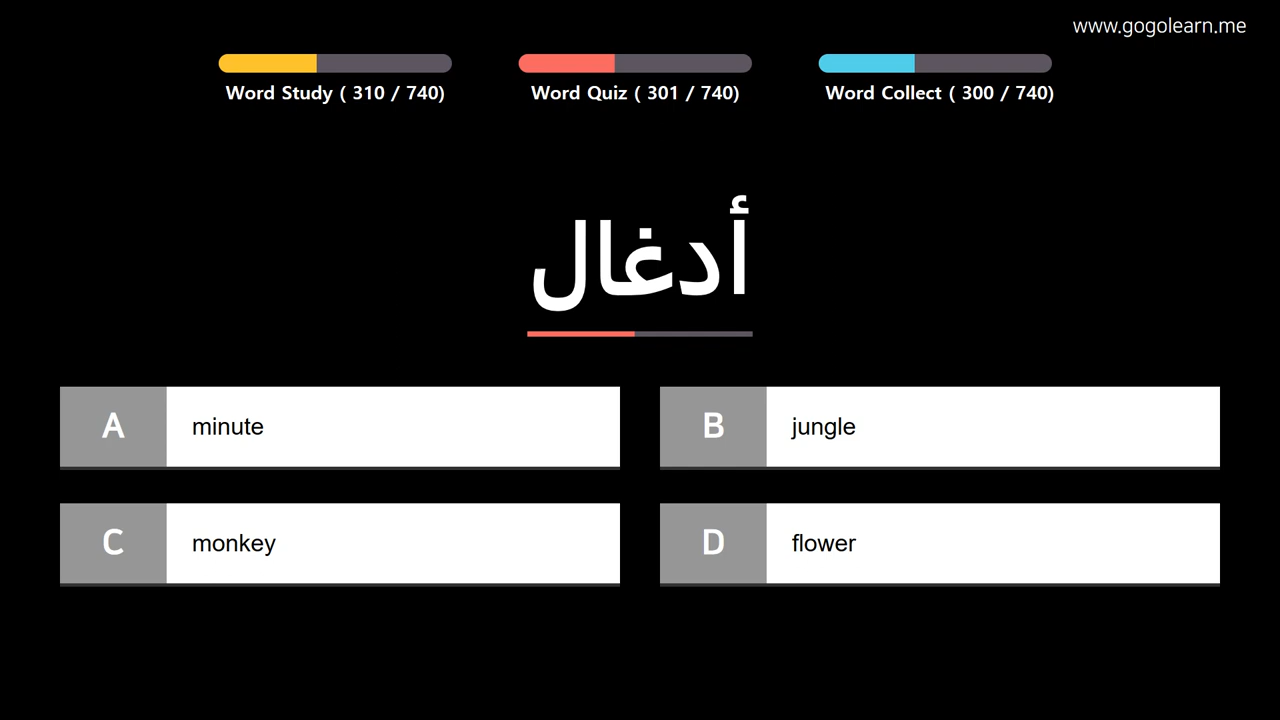 www.gogolearn.me
Word Study ( 310 / 740)
Word Quiz ( 301 / 740)
Word Collect ( 300 / 740)
أدغال
A minute
B jungle
C monkey
D flower